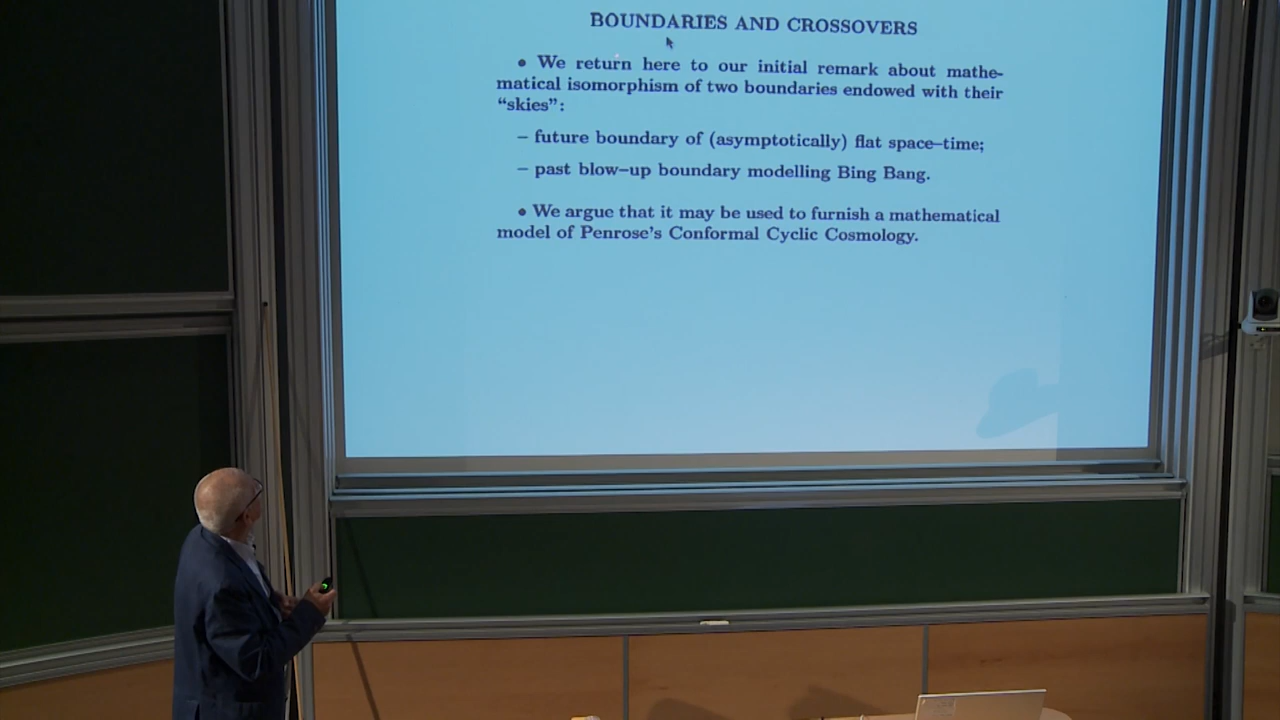 BOUNDARIES AND CROSSOVERS
• We return here to our initial remark about mathe-
matical isomorphism of two boundaries endowed with their
“skies”:
– future boundary of (asymptotically) flat space–time;
– past blow–up boundary modelling Bing Bang.
• We argue that it may be used to furnish a mathematical
model of Penrose’s Conformal Cyclic Cosmology.